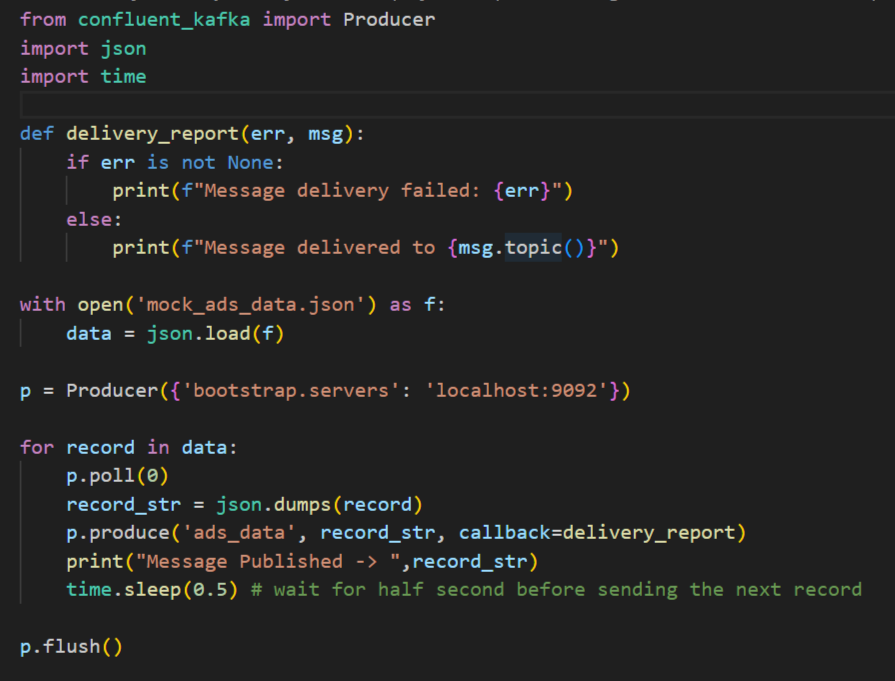 from confluent_kafka import Producer
import json
import time
def delivery_report(err, msg):
    if err is not None:
        print(f"Message delivery failed: {err}")
    else:
        print(f"Message delivered to {msg.topic()}")
with open('mock_ads_data.json') as f:
    data = json.load(f)
p = Producer({'bootstrap.servers': 'localhost:9092'})
for record in data:
    p.poll(0)
    record_str = json.dumps(record)
    p.produce('ads_data', record_str, callback=delivery_report)
    print("Message Published -> ",record_str)
    time.sleep(0.5) # wait for half second before sending the next record
p.flush()